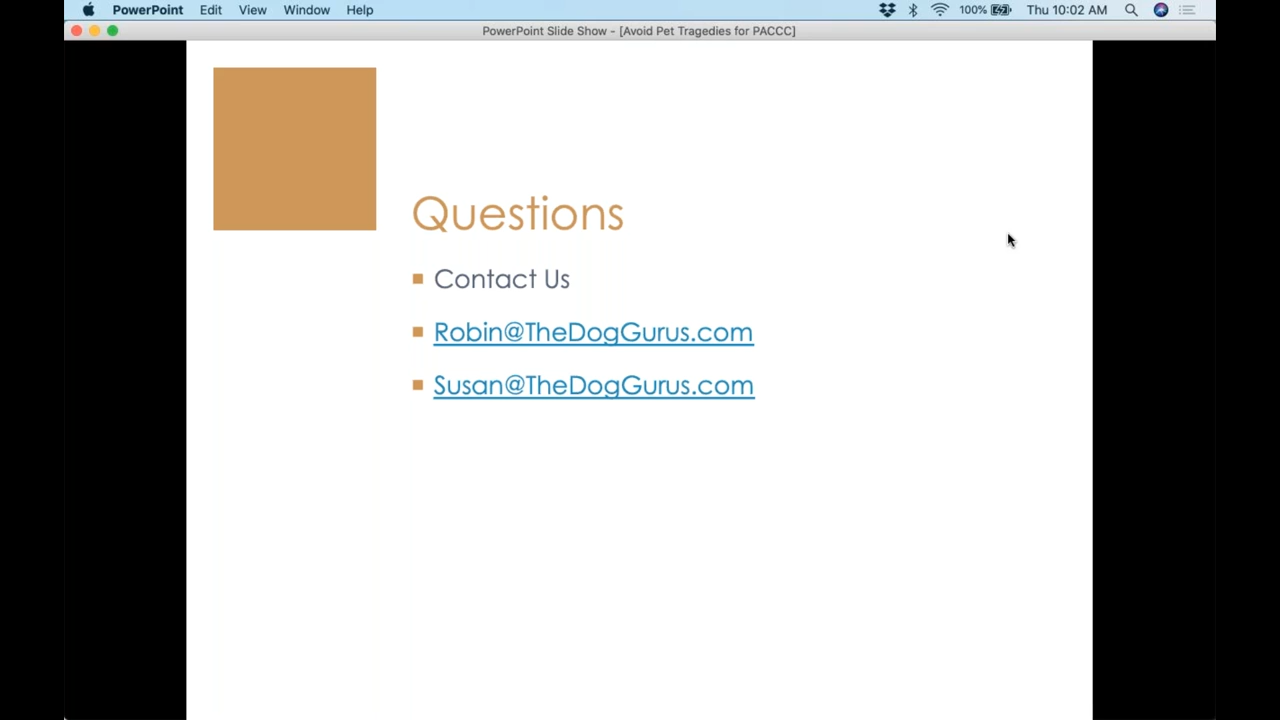 PowerPoint Edit View Window Help 100% Thu 10:02 AM
PowerPoint Slide Show - [Avoid Pet Tragedies for PACCC]
Questions
Contact Us
Robin@TheDogGurus.com
Susan@TheDogGurus.com